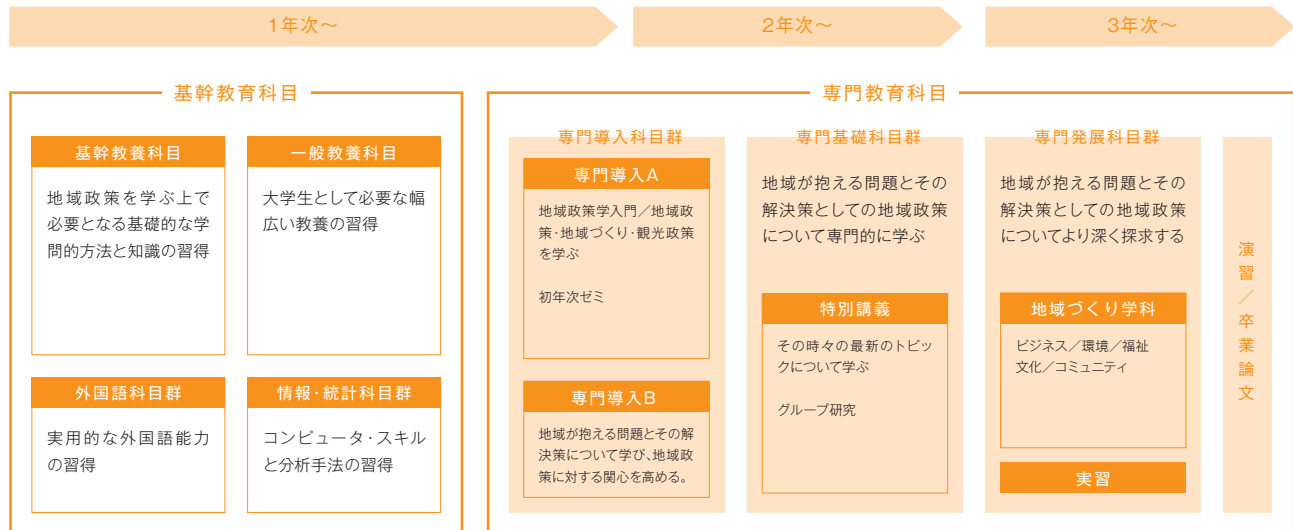 1年次～
2年次～
3年次～
基幹教育科目
基幹教養科目
地域政策を学ぶ上で
必要となる基礎的な学
問的方法と知識の習得
一般教養科目
大学生として必要な幅
広い教養の習得
外国語科目群
実用的な外国語能力
の習得
情報・統計科目群
コンピュータ・スキル
と分析手法の習得
専門教育科目
専門導入科目群
専門導入A
地域政策学入門／地域政
策・地域づくり・観光政策
を学ぶ
初年次ゼミ
専門導入B
地域が抱える問題とその解
決策について学び、地域政
策に対する関心を高める。
専門基礎科目群
地域が抱える問題とその
解決策としての地域政策
について専門的に学ぶ
特別講義
その時々の最新のトピッ
クについて学ぶ
グループ研究
専門発展科目群
地域が抱える問題とその
解決策としての地域政策
についてより深く探求する
地域づくり学科
ビジネス／環境／福祉
文化／コミュニティ
実習
演習／卒業論文